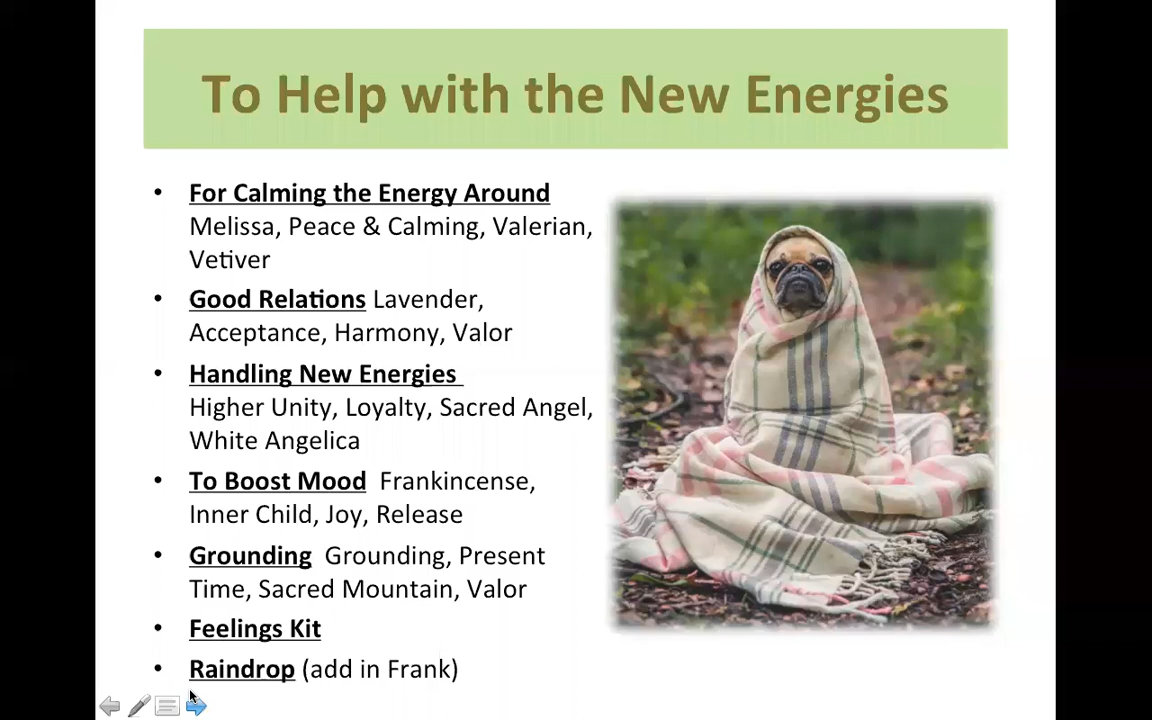 To Help with the New Energies
• For Calming the Energy Around
Melissa, Peace & Calming, Valerian,
Vetiver
• Good Relations Lavender,
Acceptance, Harmony, Valor
• Handling New Energies
Higher Unity, Loyalty, Sacred Angel,
White Angelica
• To Boost Mood Frankincense,
Inner Child, Joy, Release
• Grounding Grounding, Present
Time, Sacred Mountain, Valor
• Feelings Kit
• Raindrop (add in Frank)